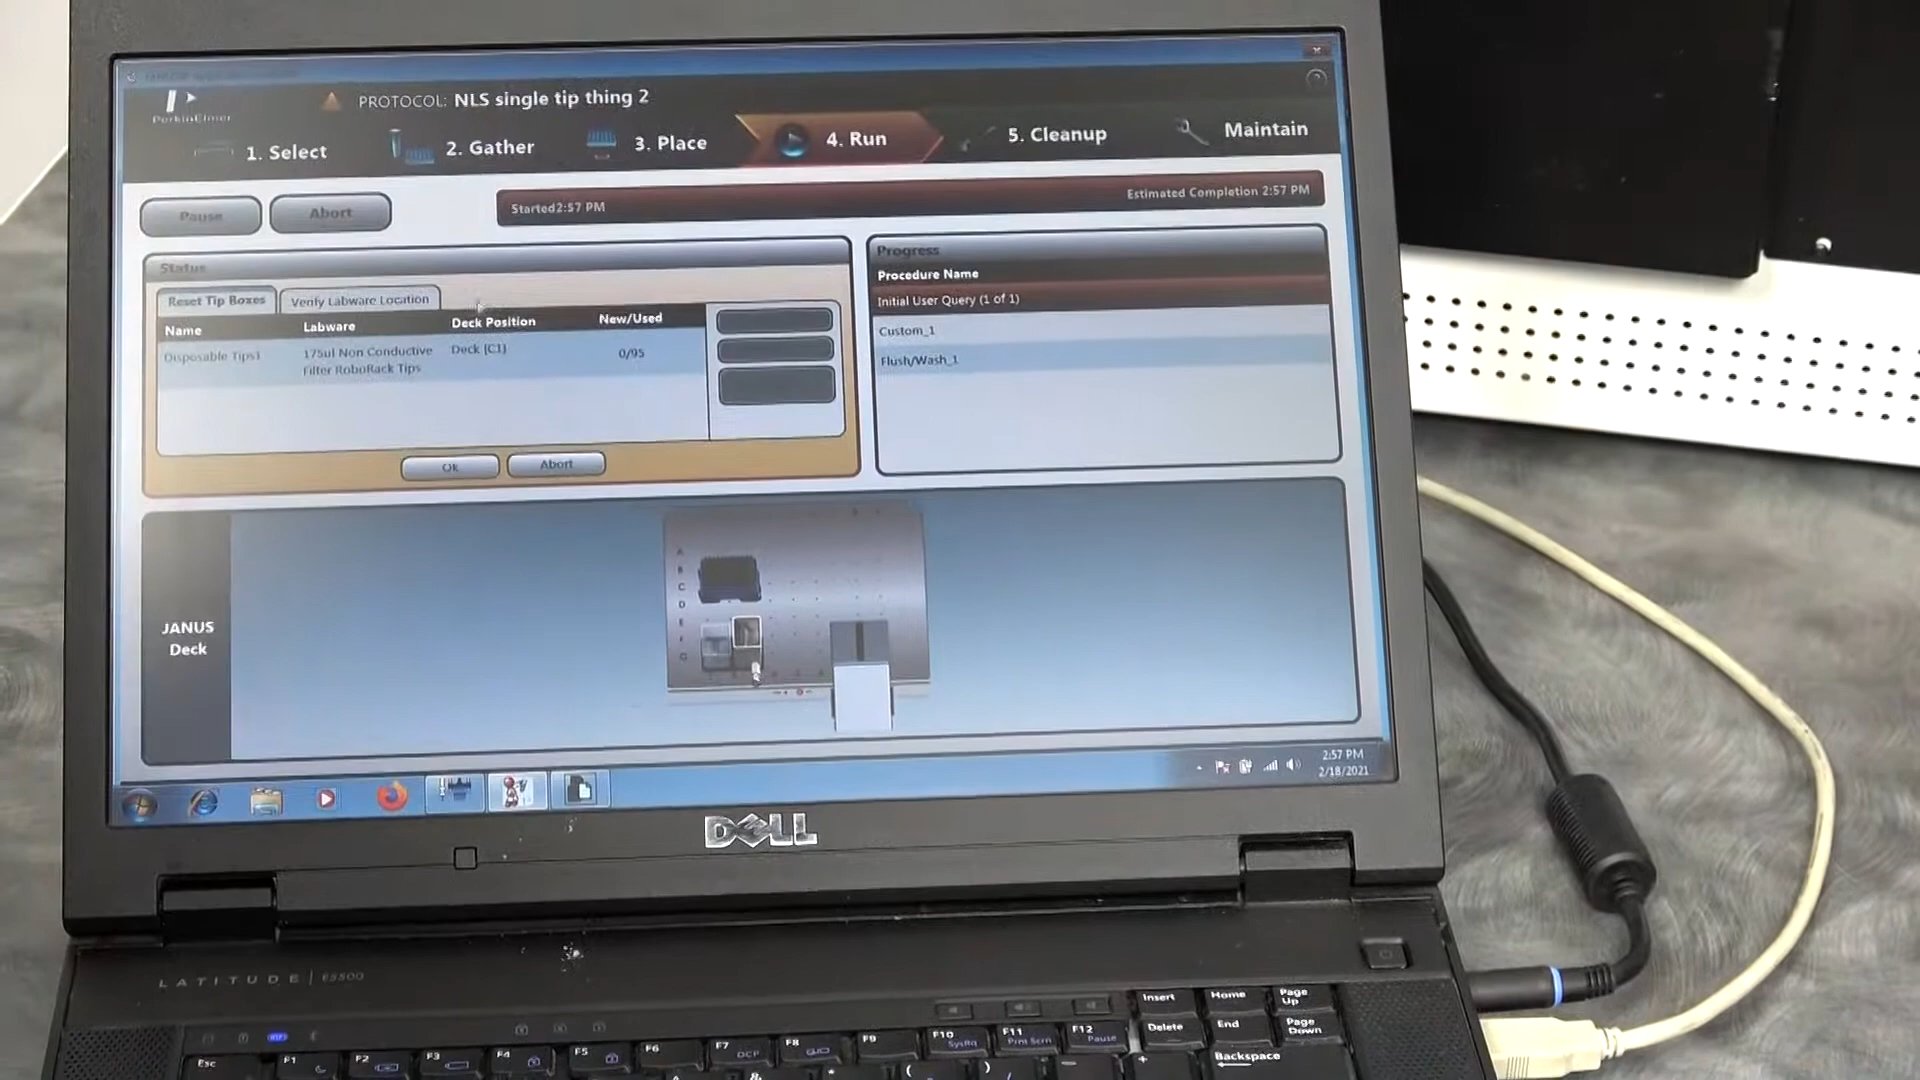 PerkinElmer
PROTOCOL: NLS single tip thing 2
1. Select
2. Gather
3. Place
4. Run
5. Cleanup
Maintain
Pause
Abort
Started2:57 PM
Estimated Completion 2:57 PM
Status
Reset Tip Boxes
Verify Labware Location
Name
Labware
Deck Position
New/Used
Disposable Tips1
175ul Non Conductive
Filter RoboRack Tips
Deck (C1)
0/95
Ok
Abort
Progress
Procedure Name
Initial User Query (1 of 1)
Custom_1
Flush/Wash_1
JANUS
Deck
A
B
C
D
E
F
G
2:57 PM
2/18/2021
DELL
LATITUDE | E5500
Insert
Home
Page
Up
Delete
End
Page
Down
Backspace
Esc
F1
F2
F3
F4
F5
F6
F7
F8
F9
F10
SysRq
F11
Prnt Scrn
F12
Pause
&
*
(
)